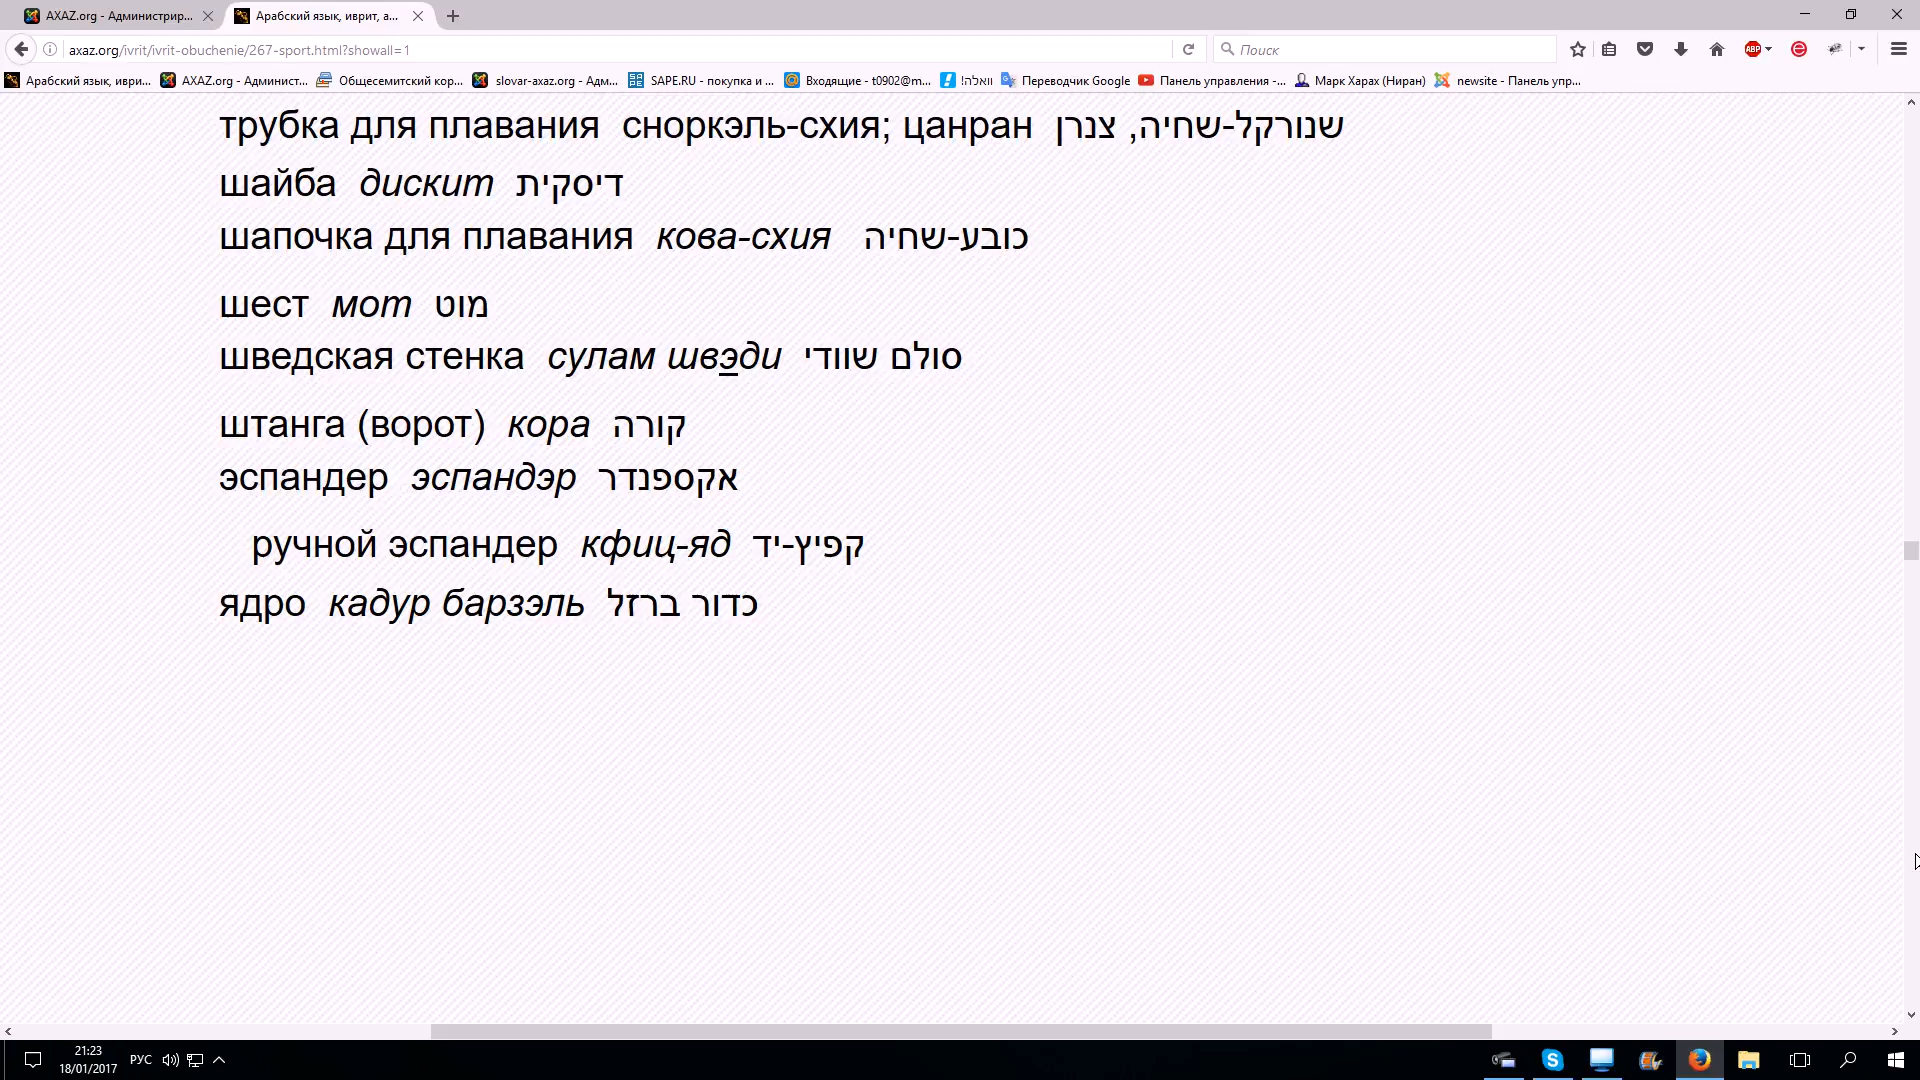 AXAZ.org - Администрир...
Арабский язык, иврит, а...
axaz.org/ivrit/ivrit-obuchenie/267-sport.html?showall=1
Поиск
ABP
Арабский язык, иври...
AXAZ.org - Админист...
Общесемитский кор...
slovar-axaz.org - Адм...
SAPE.RU - покупка и ...
Входящие - t0902@m...
וואלה!
Переводчик Google
Панель управления -...
Марк Харах (Ниран)
newsite - Панель упр...
трубка для плавания сноркэль-схия; цанран שנורקל-שחיה, צנרן
шайба дискит דיסקית
шапочка для плавания кова-схия כובע-שחיה
шест мот מוט
шведская стенка сулам швэди סולם שוודי
штанга (ворот) кора קורה
эспандер эспандэр אקספנדר
ручной эспандер кфиц-яд קפיץ-יד
ядро кадур барзэль כדור ברזל
21:23
18/01/2017
РУС